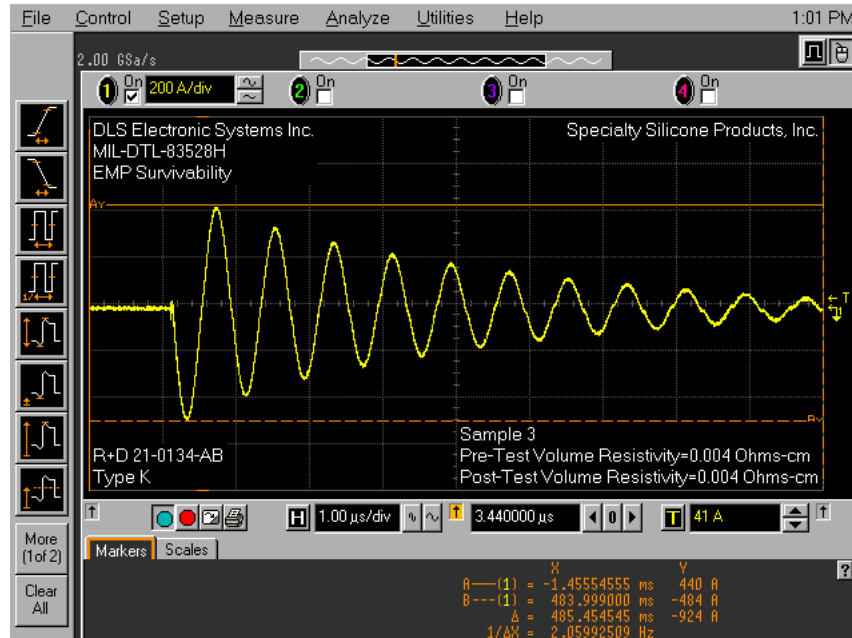 File Control Setup Measure Analyze Utilities Help 1:01 PM
2.00 GSa/s
1 On 200 A/div 2 On 3 On 4 On
DLS Electronic Systems Inc. Specialty Silicone Products, Inc.
MIL-DTL-83528H
EMP Survivability
Ay
T
By
Sample 3
R+D 21-0134-AB Pre-Test Volume Resistivity=0.004 Ohms-cm
Type K Post-Test Volume Resistivity=0.004 Ohms-cm
H 1.00 µs/div 3.440000 µs 0 T 41 A
More
(1of 2)
Clear
All
Markers Scales
X Y
A——(1) = -1.45554555 ms 440 A
B---(1) = 483.999000 ms -484 A
Δ = 485.454545 ms -924 A
1/ΔX = 2.05992509 Hz
?